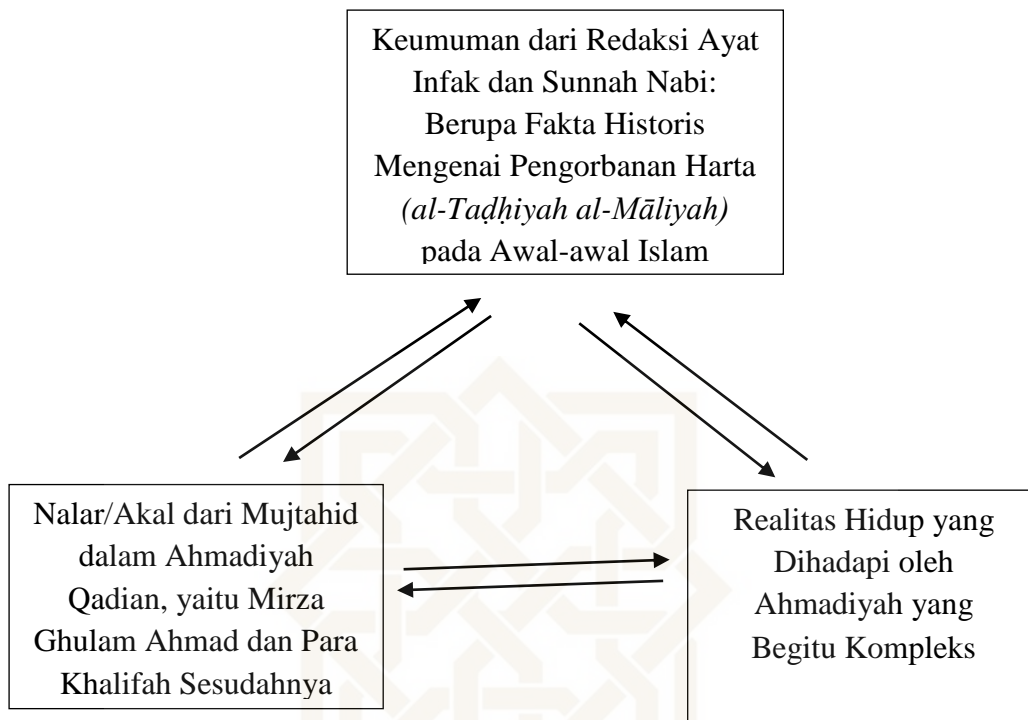 Keumuman dari Redaksi Ayat
Infak dan Sunnah Nabi:
Berupa Fakta Historis
Mengenai Pengorbanan Harta
(al-Taḍḥiyah al-Māliyah)
pada Awal-awal Islam
Nalar/Akal dari Mujtahid
dalam Ahmadiyah
Qadian, yaitu Mirza
Ghulam Ahmad dan Para
Khalifah Sesudahnya
Realitas Hidup yang
Dihadapi oleh
Ahmadiyah yang
Begitu Kompleks